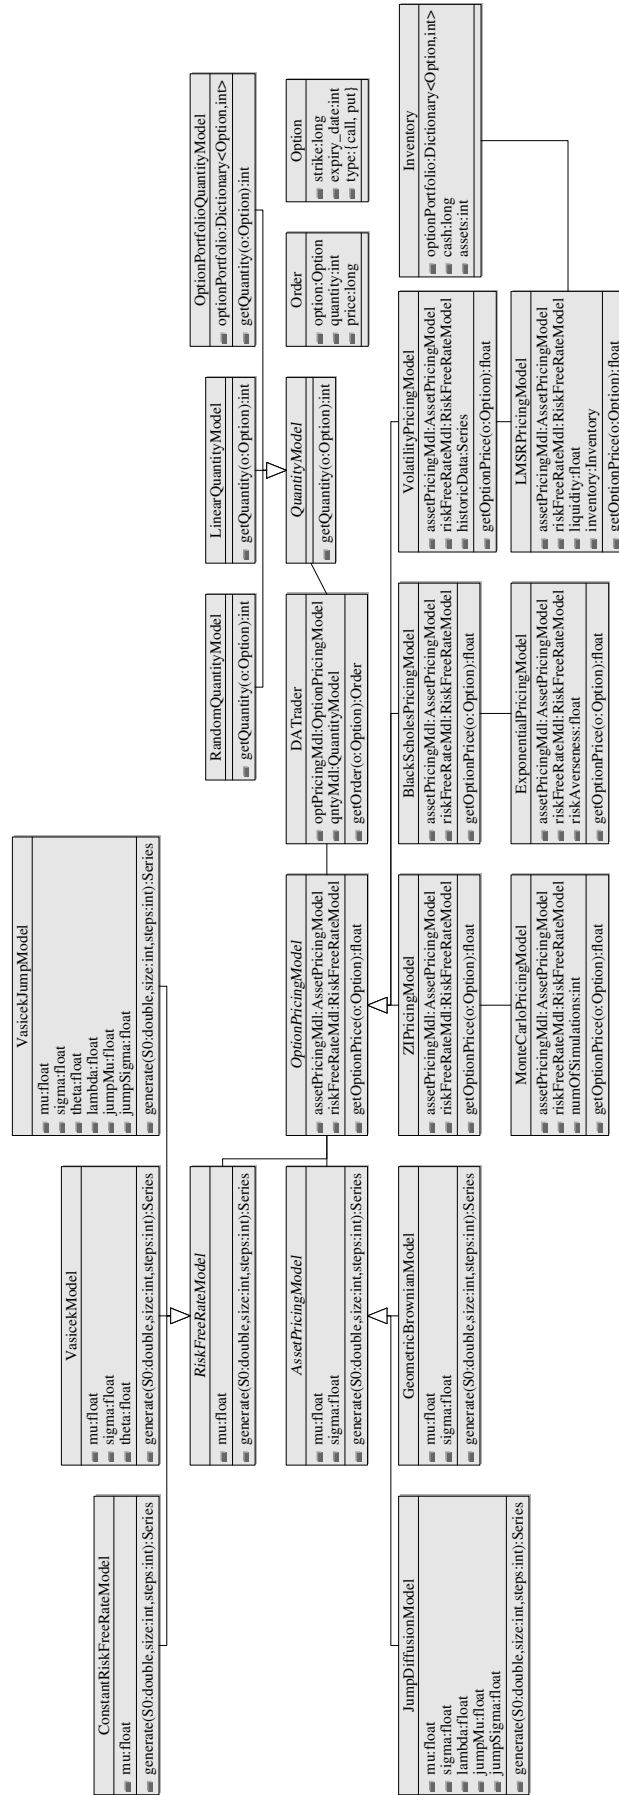 ConstantRiskFreeRateModel
mu:float
generate(S0:double,size:int,steps:int):Series
VasicekModel
mu:float
sigma:float
theta:float
generate(S0:double,size:int,steps:int):Series
VasicekJumpModel
mu:float
sigma:float
theta:float
lambda:float
jumpMu:float
jumpSigma:float
generate(S0:double,size:int,steps:int):Series
RiskFreeRateModel
mu:float
generate(S0:double,size:int,steps:int):Series
RandomQuantityModel
getQuantity(o:Option):int
LinearQuantityModel
getQuantity(o:Option):int
OptionPortfolioQuantityModel
optionPortfolio:Dictionary<Option,int>
getQuantity(o:Option):int
AssetPricingModel
mu:float
sigma:float
generate(S0:double,size:int,steps:int):Series
OptionPricingModel
assetPricingMdl:AssetPricingModel
riskFreeRateMdl:RiskFreeRateModel
getOptionPrice(o:Option):float
DATrader
optPricingMdl:OptionPricingModel
qntyMdl:QuantityModel
getOrder(o:Option):Order
QuantityModel
getQuantity(o:Option):int
Order
option:Option
quantity:int
price:long
Option
strike:long
expiry_date:int
type:{call, put}
JumpDiffusionModel
mu:float
sigma:float
lambda:float
jumpMu:float
jumpSigma:float
generate(S0:double,size:int,steps:int):Series
GeometricBrownianModel
mu:float
sigma:float
generate(S0:double,size:int,steps:int):Series
ZIPricingModel
assetPricingMdl:AssetPricingModel
riskFreeRateMdl:RiskFreeRateModel
getOptionPrice(o:Option):float
BlackScholesPricingModel
assetPricingMdl:AssetPricingModel
riskFreeRateMdl:RiskFreeRateModel
getOptionPrice(o:Option):float
VolatilityPricingModel
assetPricingMdl:AssetPricingModel
riskFreeRateMdl:RiskFreeRateModel
historicData:Series
getOptionPrice(o:Option):float
Inventory
optionPortfolio:Dictionary<Option,int>
cash:long
assets:int
MonteCarloPricingModel
assetPricingMdl:AssetPricingModel
riskFreeRateMdl:RiskFreeRateModel
numOfSimulations:int
getOptionPrice(o:Option):float
ExponentialPricingModel
assetPricingMdl:AssetPricingModel
riskFreeRateMdl:RiskFreeRateModel
riskAverseness:float
getOptionPrice(o:Option):float
LMSRPricingModel
assetPricingMdl:AssetPricingModel
riskFreeRateMdl:RiskFreeRateModel
liquidity:float
inventory:Inventory
getOptionPrice(o:Option):float